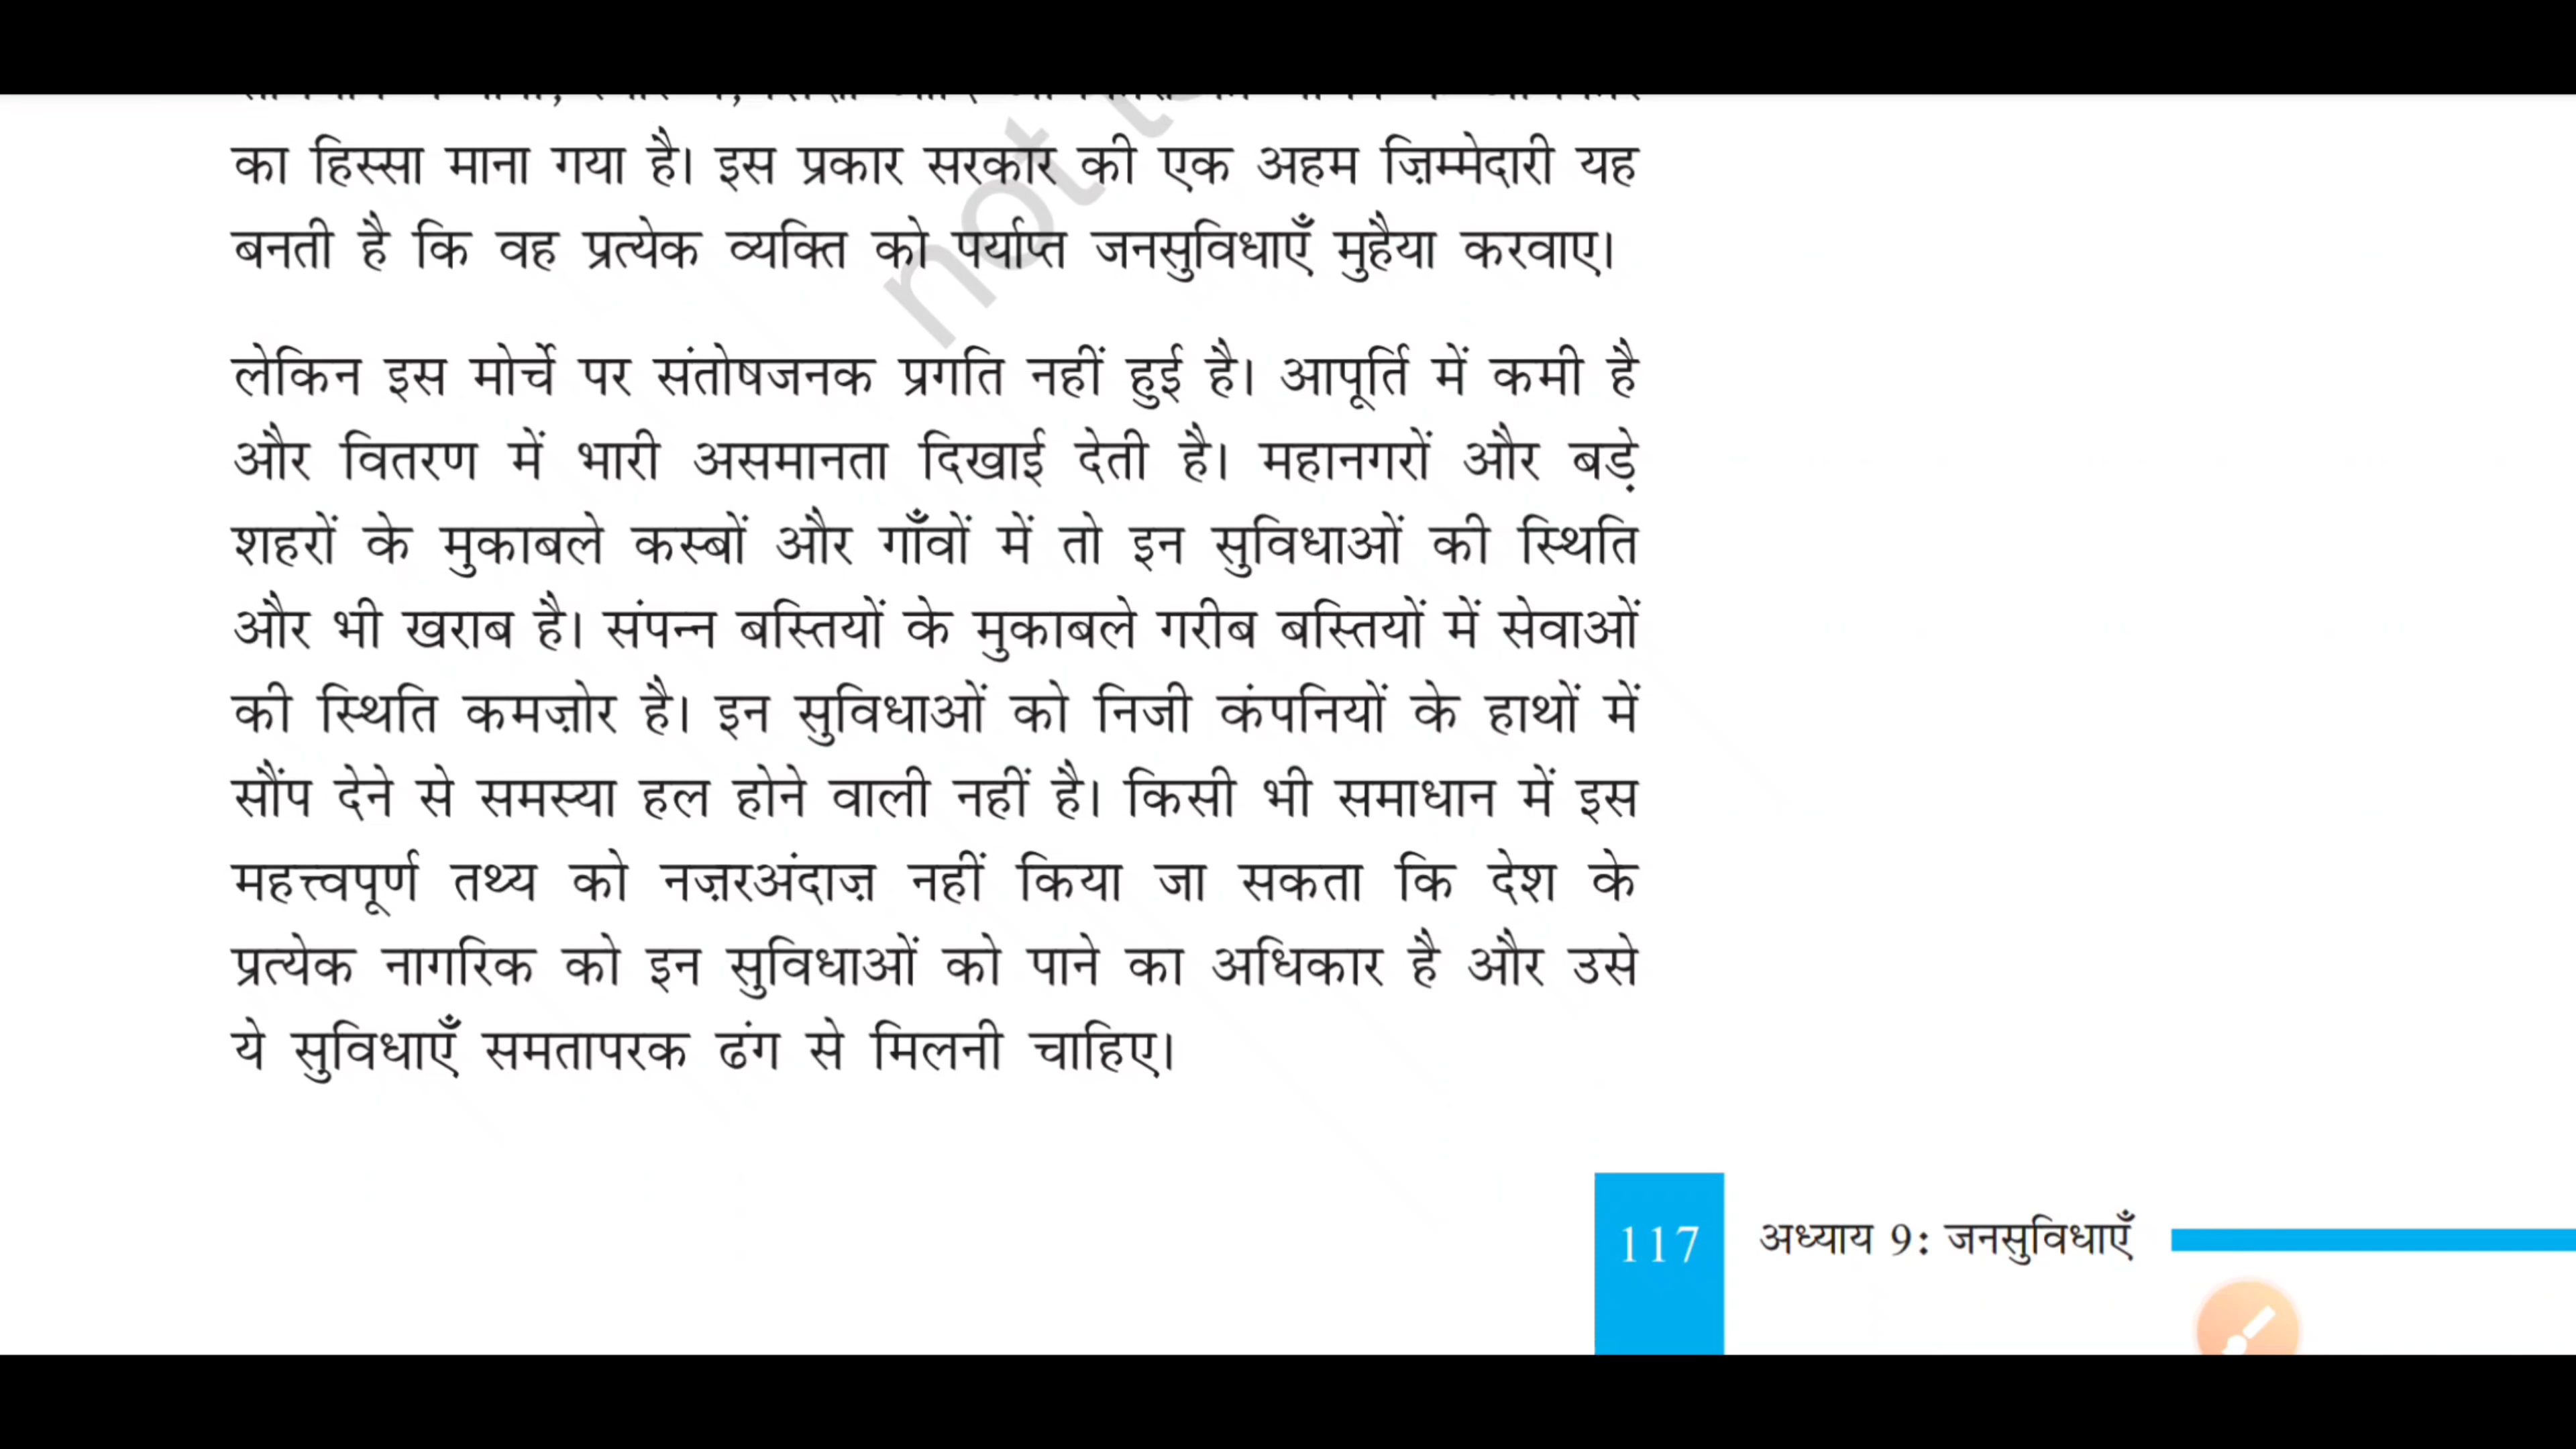 का हिस्सा माना गया है। इस प्रकार सरकार की एक अहम ज़िम्मेदारी यह
बनती है कि वह प्रत्येक व्यक्ति को पर्याप्त जनसुविधाएँ मुहैया करवाए।
not
लेकिन इस मोर्चे पर संतोषजनक प्रगति नहीं हुई है। आपूर्ति में कमी है
और वितरण में भारी असमानता दिखाई देती है। महानगरों और बड़े
शहरों के मुकाबले कस्बों और गाँवों में तो इन सुविधाओं की स्थिति
और भी खराब है। संपन्न बस्तियों के मुकाबले गरीब बस्तियों में सेवाओं
की स्थिति कमज़ोर है। इन सुविधाओं को निजी कंपनियों के हाथों में
सौंप देने से समस्या हल होने वाली नहीं है। किसी भी समाधान में इस
महत्त्वपूर्ण तथ्य को नज़रअंदाज़ नहीं किया जा सकता कि देश के
प्रत्येक नागरिक को इन सुविधाओं को पाने का अधिकार है और उसे
ये सुविधाएँ समतापरक ढंग से मिलनी चाहिए।
117 अध्याय 9: जनसुविधाएँ